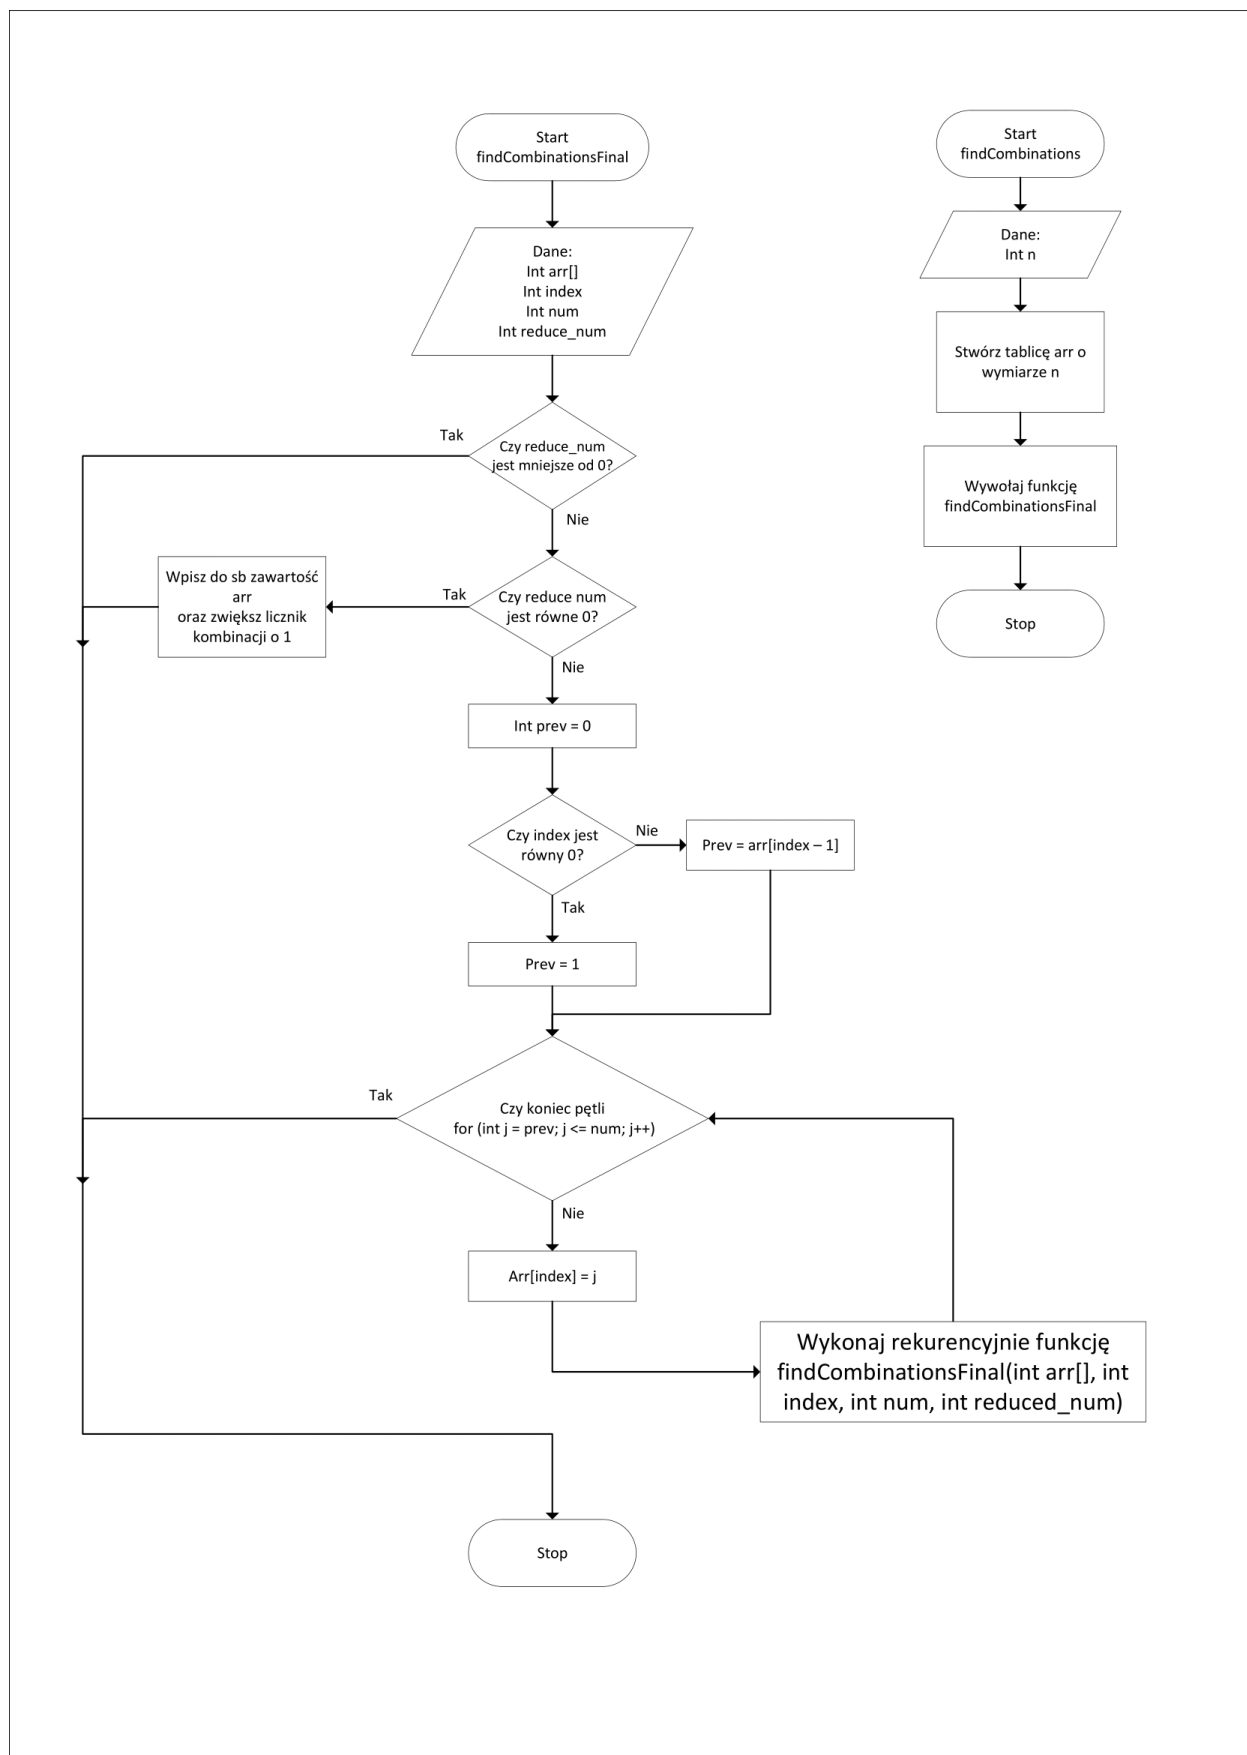 Start
findCombinationsFinal
Dane:
Int arr[]
Int index
Int num
Int reduce_num
Tak
Czy reduce_num
jest mniejsze od 0?
Nie
Wpisz do sb zawartość
arr
oraz zwiększ licznik
kombinacji o 1
Tak
Czy reduce num
jest równe 0?
Nie
Int prev = 0
Czy index jest
równy 0?
Nie
Prev = arr[index – 1]
Tak
Prev = 1
Tak
Czy koniec pętli
for (int j = prev; j <= num; j++)
Nie
Arr[index] = j
Wykonaj rekurencyjnie funkcję
findCombinationsFinal(int arr[], int
index, int num, int reduced_num)
Stop
Start
findCombinations
Dane:
Int n
Stwórz tablicę arr o
wymiarze n
Wywołaj funkcję
findCombinationsFinal
Stop